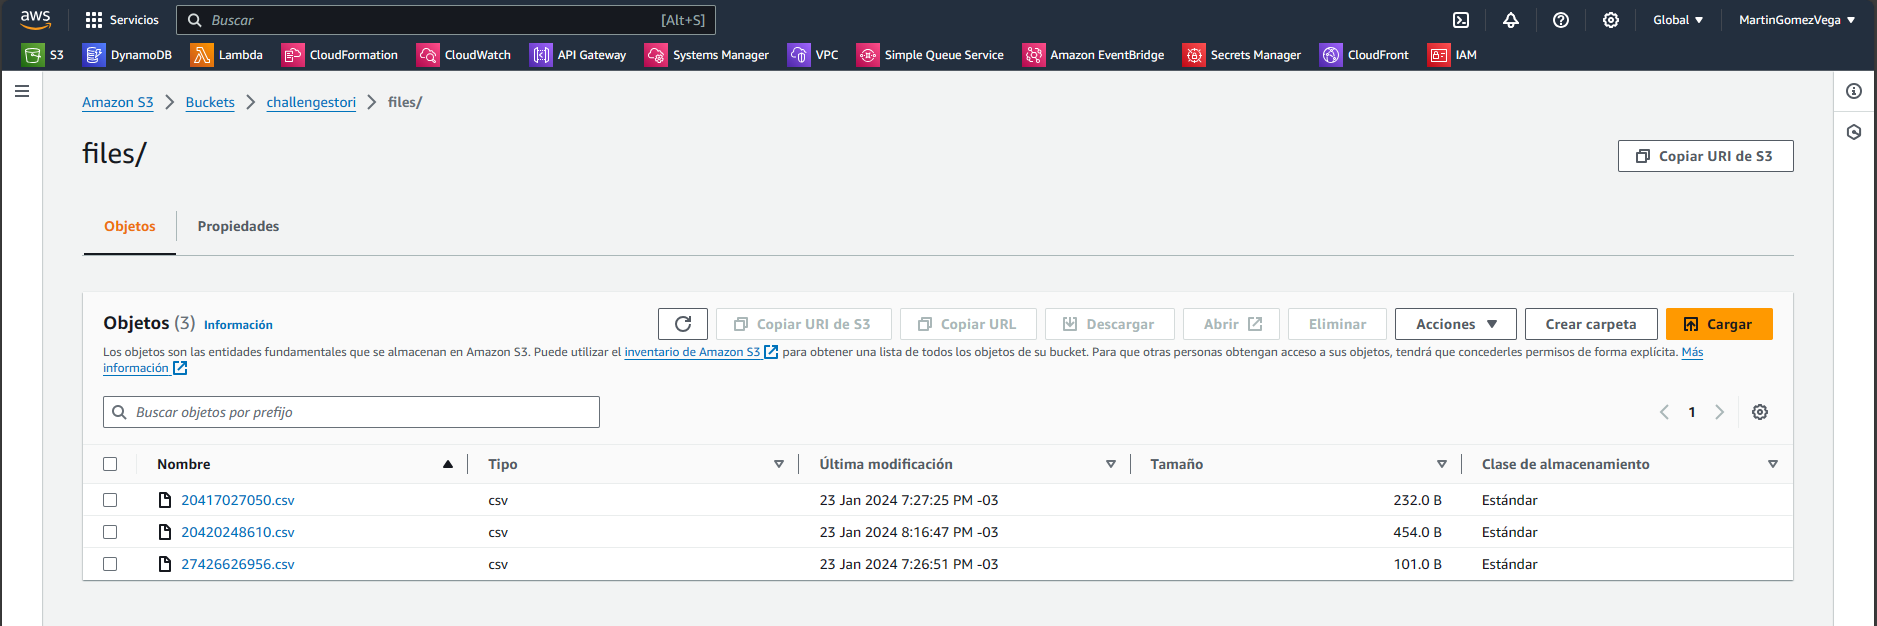 aws Servicios Buscar [Alt+S] Global MartinGomezVega
S3 DynamoDB Lambda CloudFormation CloudWatch API Gateway Systems Manager VPC Simple Queue Service Amazon EventBridge Secrets Manager CloudFront IAM
Amazon S3 Buckets challengestori files/
files/
Copiar URI de S3
Objetos Propiedades
Objetos (3) Información Copiar URI de S3 Copiar URL Descargar Abrir Eliminar Acciones Crear carpeta Cargar
Los objetos son las entidades fundamentales que se almacenan en Amazon S3. Puede utilizar el inventario de Amazon S3 para obtener una lista de todos los objetos de su bucket. Para que otras personas obtengan acceso a sus objetos, tendrá que concederles permisos de forma explícita. Más
información
Buscar objetos por prefijo 1
Nombre Tipo Última modificación Tamaño Clase de almacenamiento
20417027050.csv csv 23 Jan 2024 7:27:25 PM -03 232.0 B Estándar
20420248610.csv csv 23 Jan 2024 8:16:47 PM -03 454.0 B Estándar
27426626956.csv csv 23 Jan 2024 7:26:51 PM -03 101.0 B Estándar